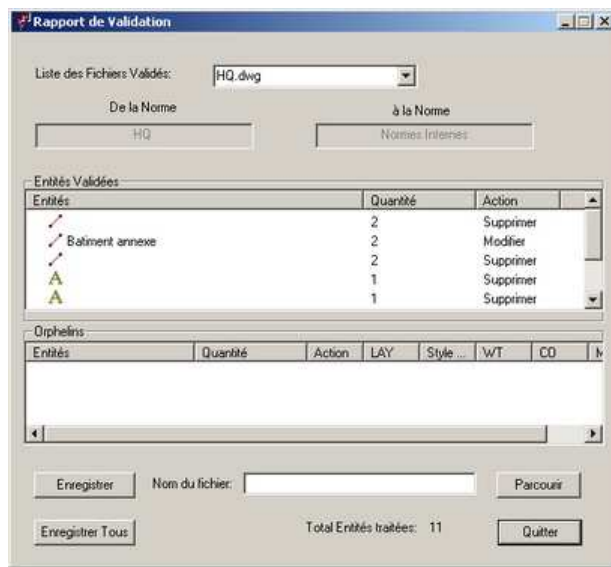 Rapport de Validation
Liste des Fichiers Validés: HQ.dwg
De la Norme à la Norme
HQ Normes Internes
Entités Validées
Entités Quantité Action
2 Supprimer
Batiment annexe 2 Modifier
2 Supprimer
A 1 Supprimer
A 1 Supprimer
Orphelins
Entités Quantité Action LAY Style ... WT CO M
Enregistrer Nom du fichier: Parcourir
Enregistrer Tous Total Entités traitées: 11 Quitter